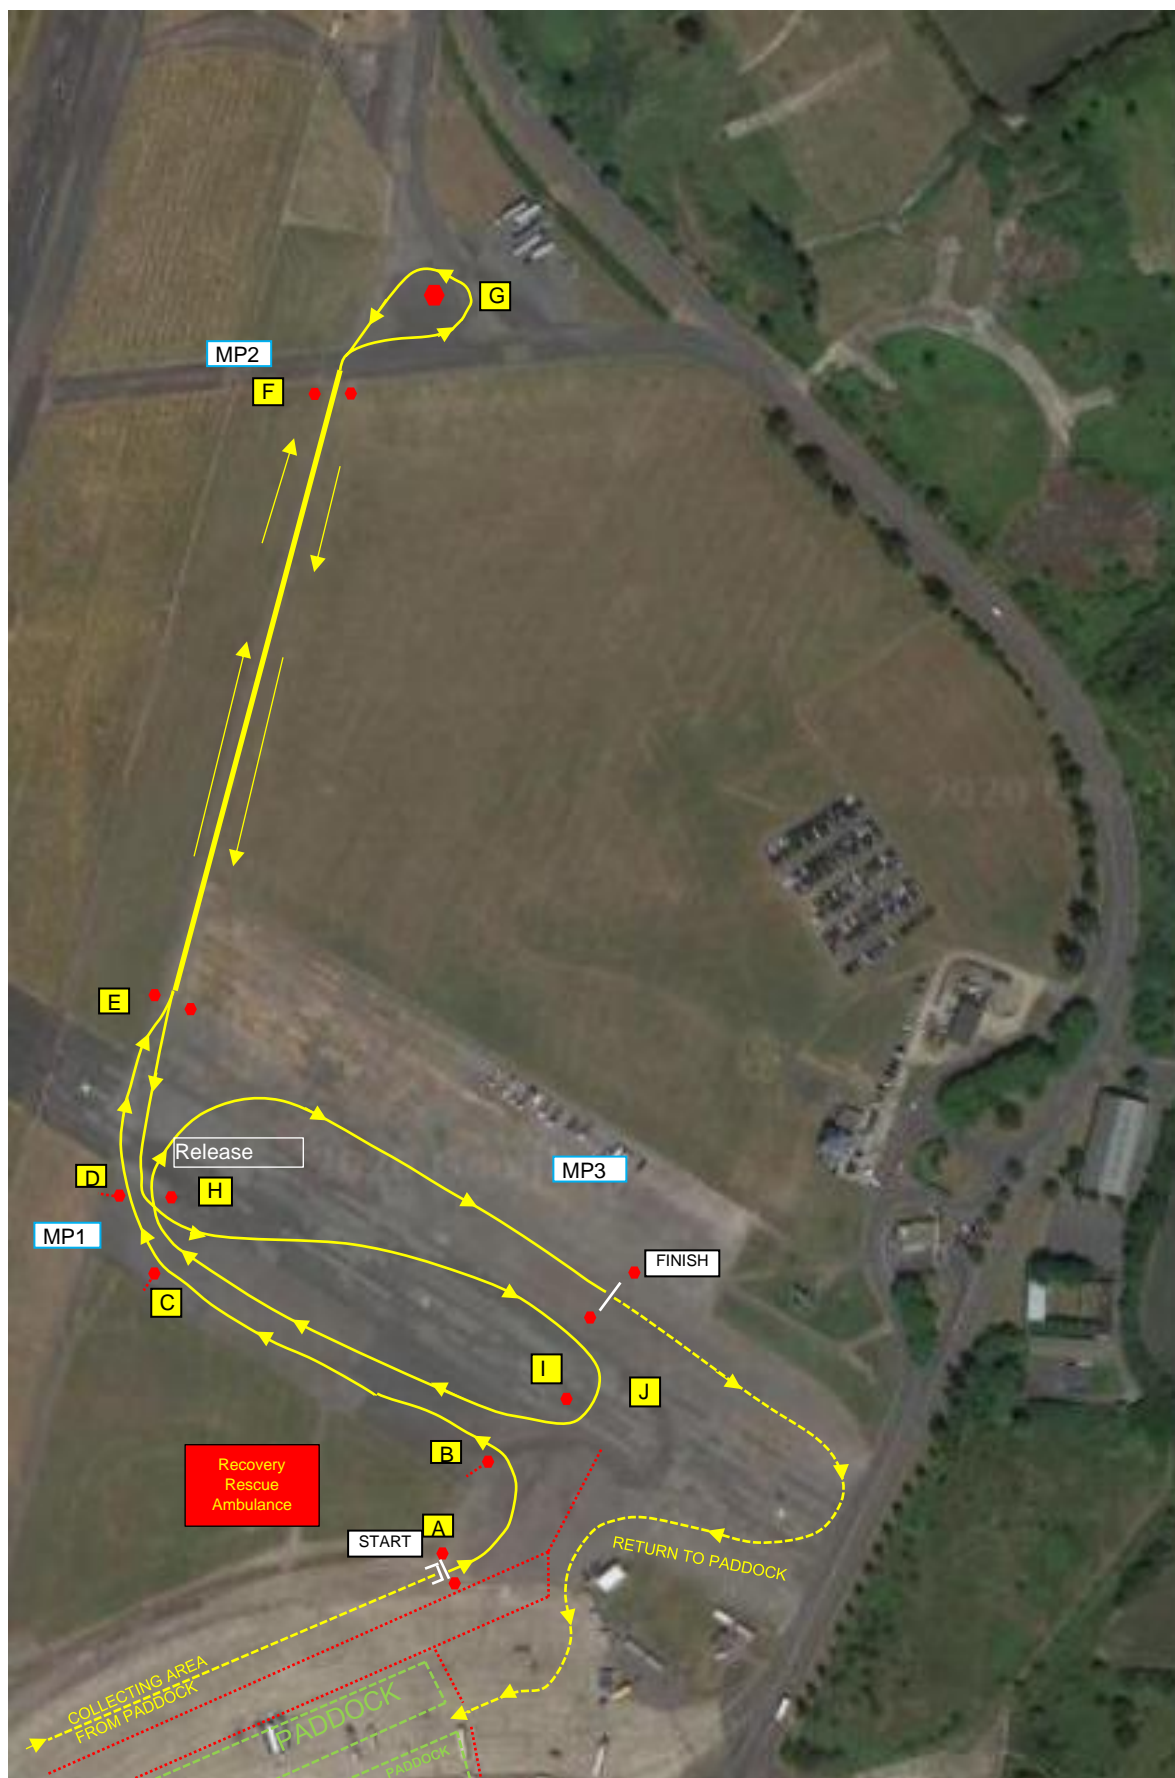 G
MP2
F
E
Release
D
H
MP3
MP1
FINISH
C
I
J
B
Recovery
Rescue
Ambulance
A
START
RETURN TO PADDOCK
COLLECTING AREA
FROM PADDOCK
PADDOCK
PADDOCK